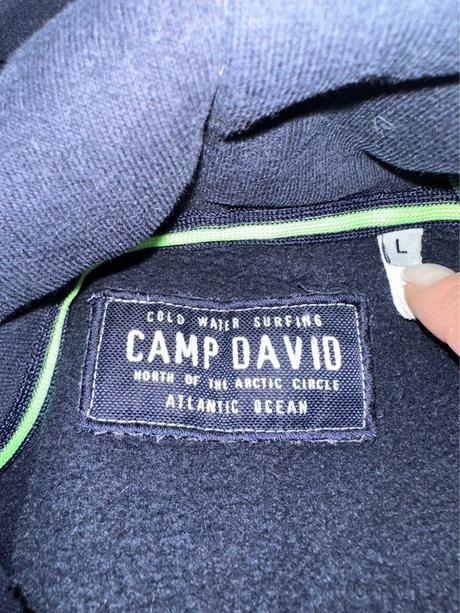 L
COLD WATER SURFING
CAMP DAVID
NORTH OF THE ARCTIC CIRCLE
ATLANTIC OCEAN